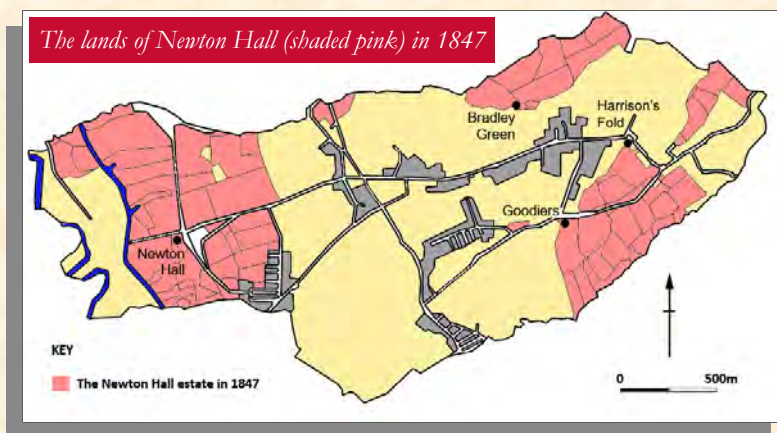 The lands of Newton Hall (shaded pink) in 1847
Bradley
Green
Harrison's
Fold
Goodiers
Newton
Hall
KEY
The Newton Hall estate in 1847
0 500m